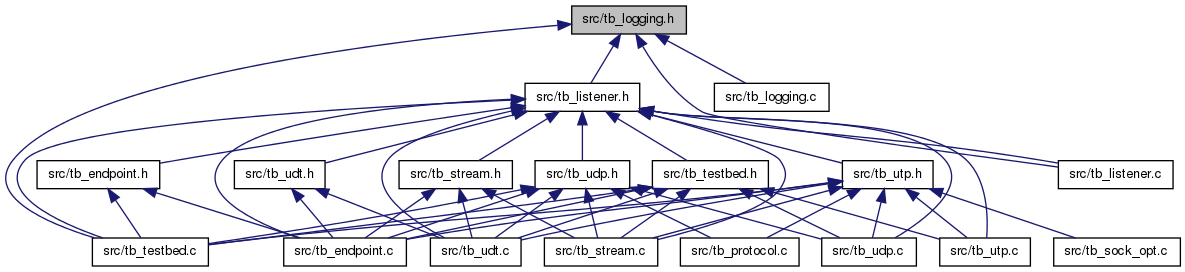 src/tb_logging.h
src/tb_listener.h
src/tb_logging.c
src/tb_endpoint.h
src/tb_udt.h
src/tb_stream.h
src/tb_udp.h
src/tb_testbed.h
src/tb_utp.h
src/tb_listener.c
src/tb_testbed.c
src/tb_endpoint.c
src/tb_udt.c
src/tb_stream.c
src/tb_protocol.c
src/tb_udp.c
src/tb_utp.c
src/tb_sock_opt.c